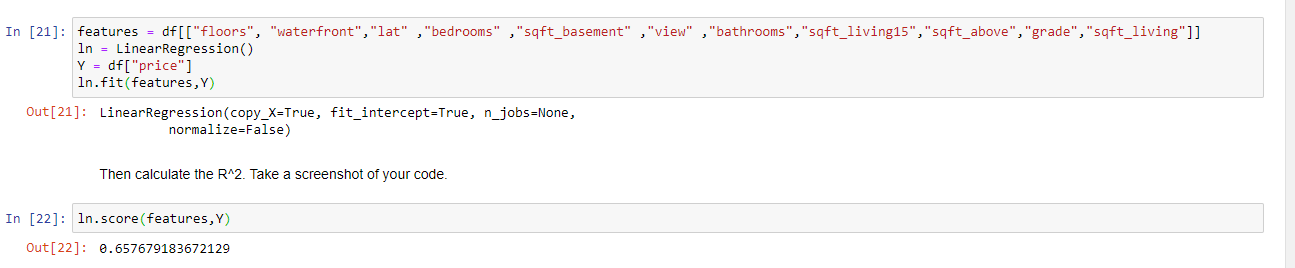 In [21]: features = df[["floors", "waterfront","lat" ,"bedrooms" ,"sqft_basement" ,"view" ,"bathrooms","sqft_living15","sqft_above","grade","sqft_living"]]
ln = LinearRegression()
Y = df["price"]
ln.fit(features,Y)
Out[21]: LinearRegression(copy_X=True, fit_intercept=True, n_jobs=None,
normalize=False)
Then calculate the R^2. Take a screenshot of your code.
In [22]: ln.score(features,Y)
Out[22]: 0.657679183672129